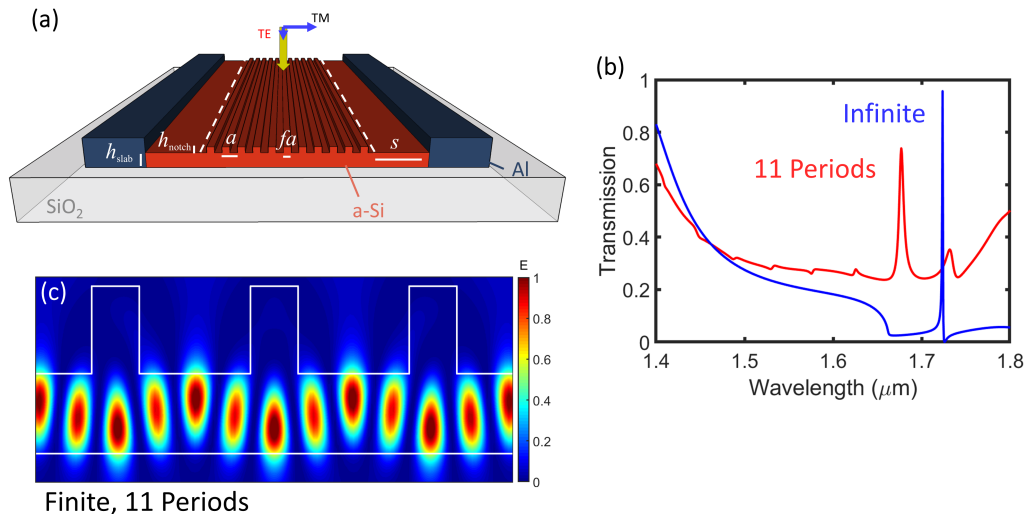 (a)
TM
TE
h_notch
a
fa
s
h_slab
Al
SiO2
a-Si
(b)
Infinite
11 Periods
Transmission
1
0.8
0.6
0.4
0.2
0
1.4
1.5
1.6
1.7
1.8
Wavelength (μm)
(c)
E
1
0.8
0.6
0.4
0.2
0
Finite, 11 Periods